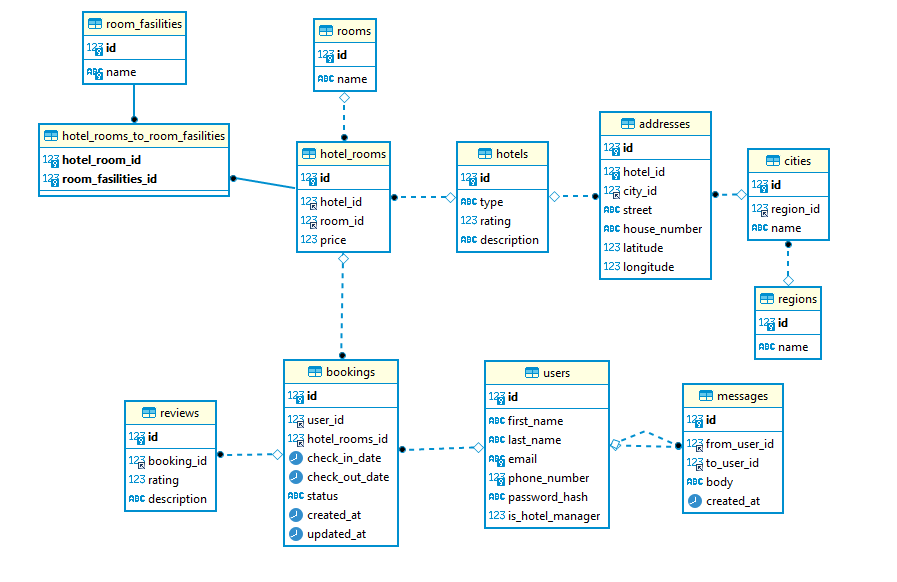 room_fasilities
123 id
ABC name
rooms
123 id
ABC name
hotel_rooms_to_room_fasilities
123 hotel_room_id
123 room_fasilities_id
hotel_rooms
123 id
123 hotel_id
123 room_id
123 price
hotels
123 id
ABC type
123 rating
ABC description
addresses
123 id
123 hotel_id
123 city_id
ABC street
ABC house_number
123 latitude
123 longitude
cities
123 id
123 region_id
ABC name
regions
123 id
ABC name
bookings
123 id
123 user_id
123 hotel_rooms_id
check_in_date
check_out_date
ABC status
created_at
updated_at
users
123 id
ABC first_name
ABC last_name
ABC email
123 phone_number
ABC password_hash
123 is_hotel_manager
messages
123 id
123 from_user_id
123 to_user_id
ABC body
created_at
reviews
123 id
123 booking_id
123 rating
ABC description